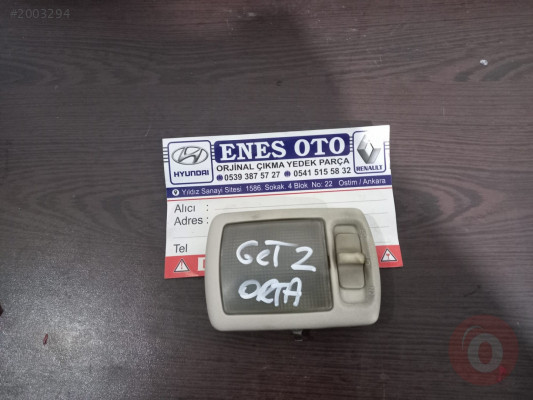 #2003294
ENES OTO
ORJİNAL ÇIKMA YEDEK PARÇA
0539 387 57 27 0541 515 58 32
HYUNDAI
RENAULT
Yıldız Sanayi Sitesi 1586. Sokak. 4 Blok. No: 22 Ostim / Ankara
Alıcı :
Adres :
Tel
GETZ
ORTA